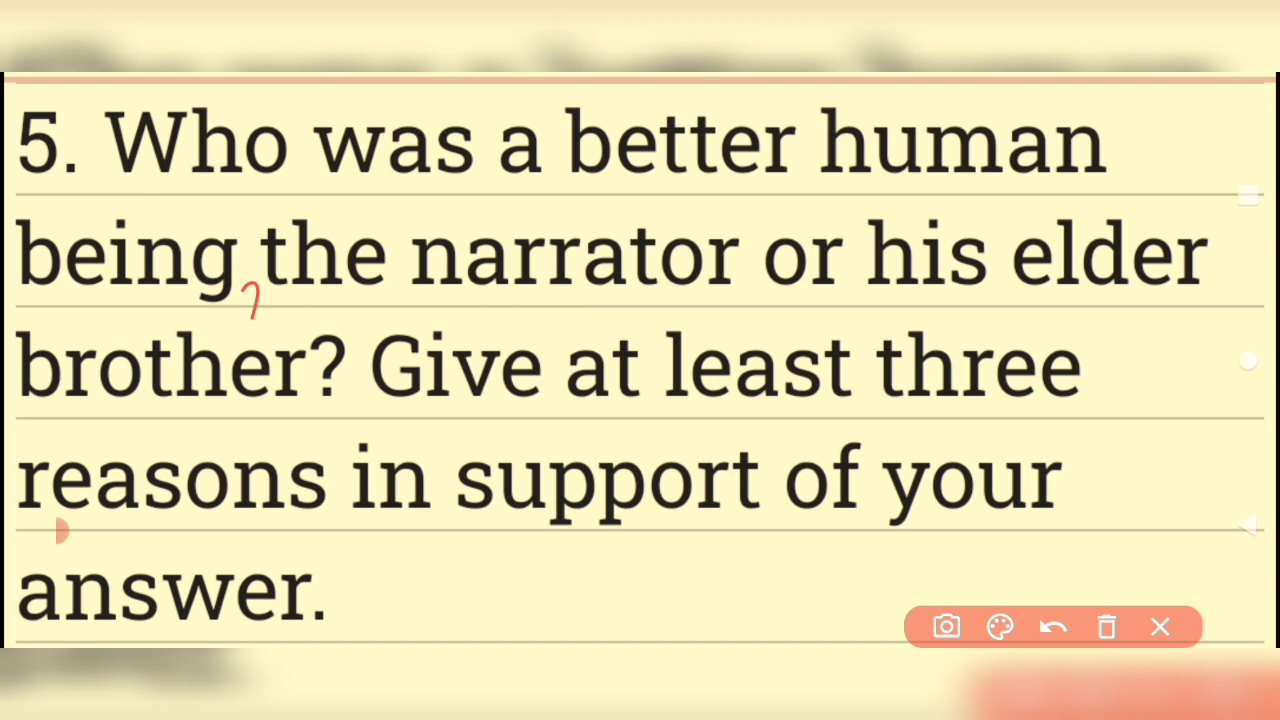 5. Who was a better human
being, the narrator or his elder
brother? Give at least three
reasons in support of your
answer.